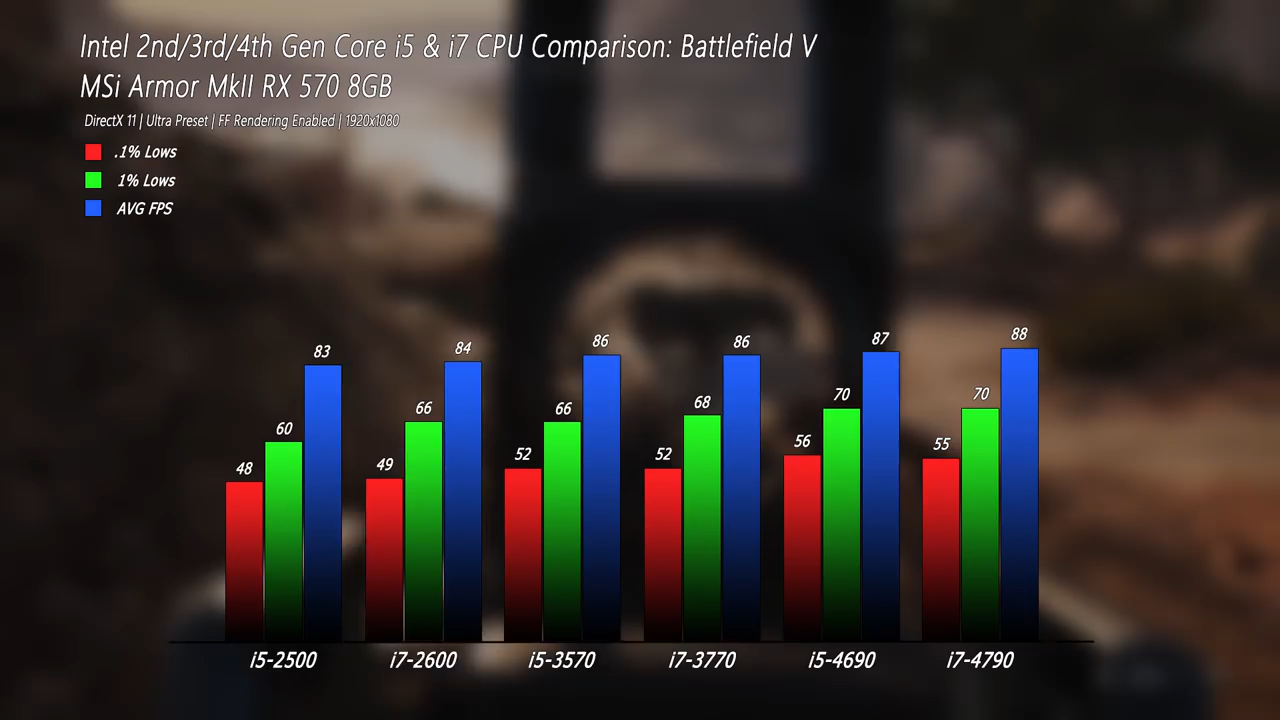 Intel 2nd/3rd/4th Gen Core i5 & i7 CPU Comparison: Battlefield V
MSi Armor MkII RX 570 8GB
DirectX 11 | Ultra Preset | FF Rendering Enabled | 1920x1080
.1% Lows
1% Lows
AVG FPS
48 60 83
49 66 84
52 66 86
52 68 86
56 70 87
55 70 88
i5-2500 i7-2600 i5-3570 i7-3770 i5-4690 i7-4790